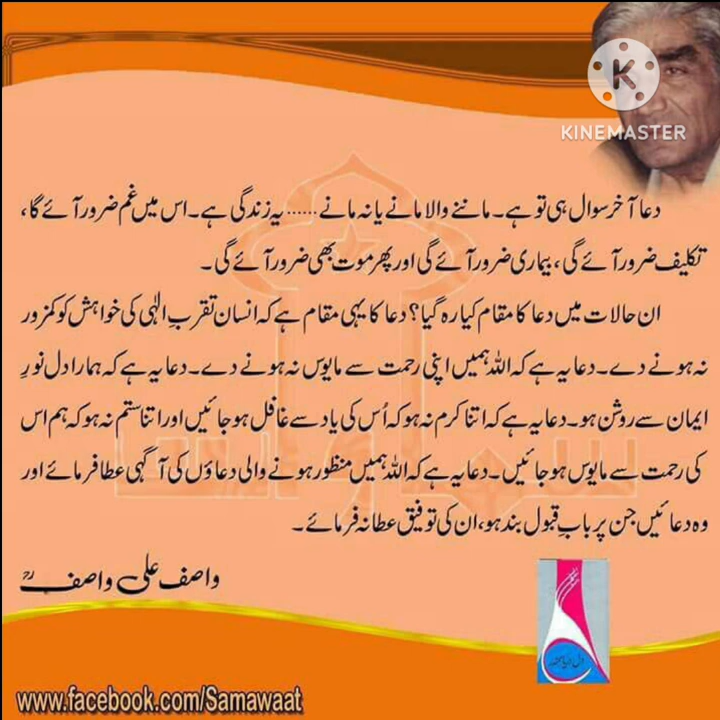 KINEMASTER
دعا آخر سوال ہی تو ہے۔ ماننے والا مانے یا نہ مانے ...... یہ زندگی ہے۔ اس میں غم ضرور آئے گا،
تکلیف ضرور آئے گی، بیماری ضرور آئے گی اور پھر موت بھی ضرور آئے گی۔
ان حالات میں دعا کا مقام کیا رہ گیا؟ دعا کا یہی مقام ہے کہ انسان تقربِ الٰہی کی خواہش کو کمزور
نہ ہونے دے۔ دعا یہ ہے کہ اللہ ہمیں اپنی رحمت سے مایوس نہ ہونے دے۔ دعا یہ ہے کہ ہمارا دل نورِ
ایمان سے روشن ہو۔ دعا یہ ہے کہ اتنا کرم نہ ہو کہ اُس کی یاد سے غافل ہو جائیں اور اتنا ستم نہ ہو کہ ہم اس
کی رحمت سے مایوس ہو جائیں۔ دعا یہ ہے کہ اللہ ہمیں منظور ہونے والی دعاؤں کی آگہی عطا فرمائے اور
وہ دعائیں جن پر بابِ قبول بند ہو، ان کی توفیق عطا نہ فرمائے۔
واصف علی واصفؒ
www.facebook.com/Samawaat